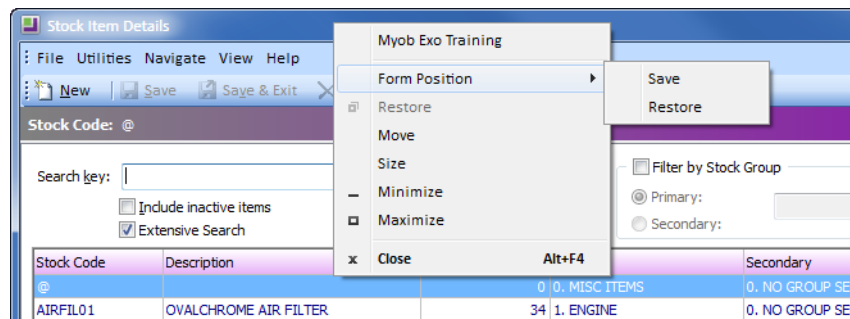 Stock Item Details
File Utilities Navigate View Help
New Save Save & Exit
Stock Code: @
Myob Exo Training
Form Position
Restore
Move
Size
Minimize
Maximize
Close Alt+F4
Save
Restore
Search key:
Include inactive items
Extensive Search
Filter by Stock Group
Primary:
Secondary:
Stock Code Description Secondary
@ 0 0. MISC ITEMS 0. NO GROUP SE
AIRFIL01 OVALCHROME AIR FILTER 34 1. ENGINE 0. NO GROUP SE